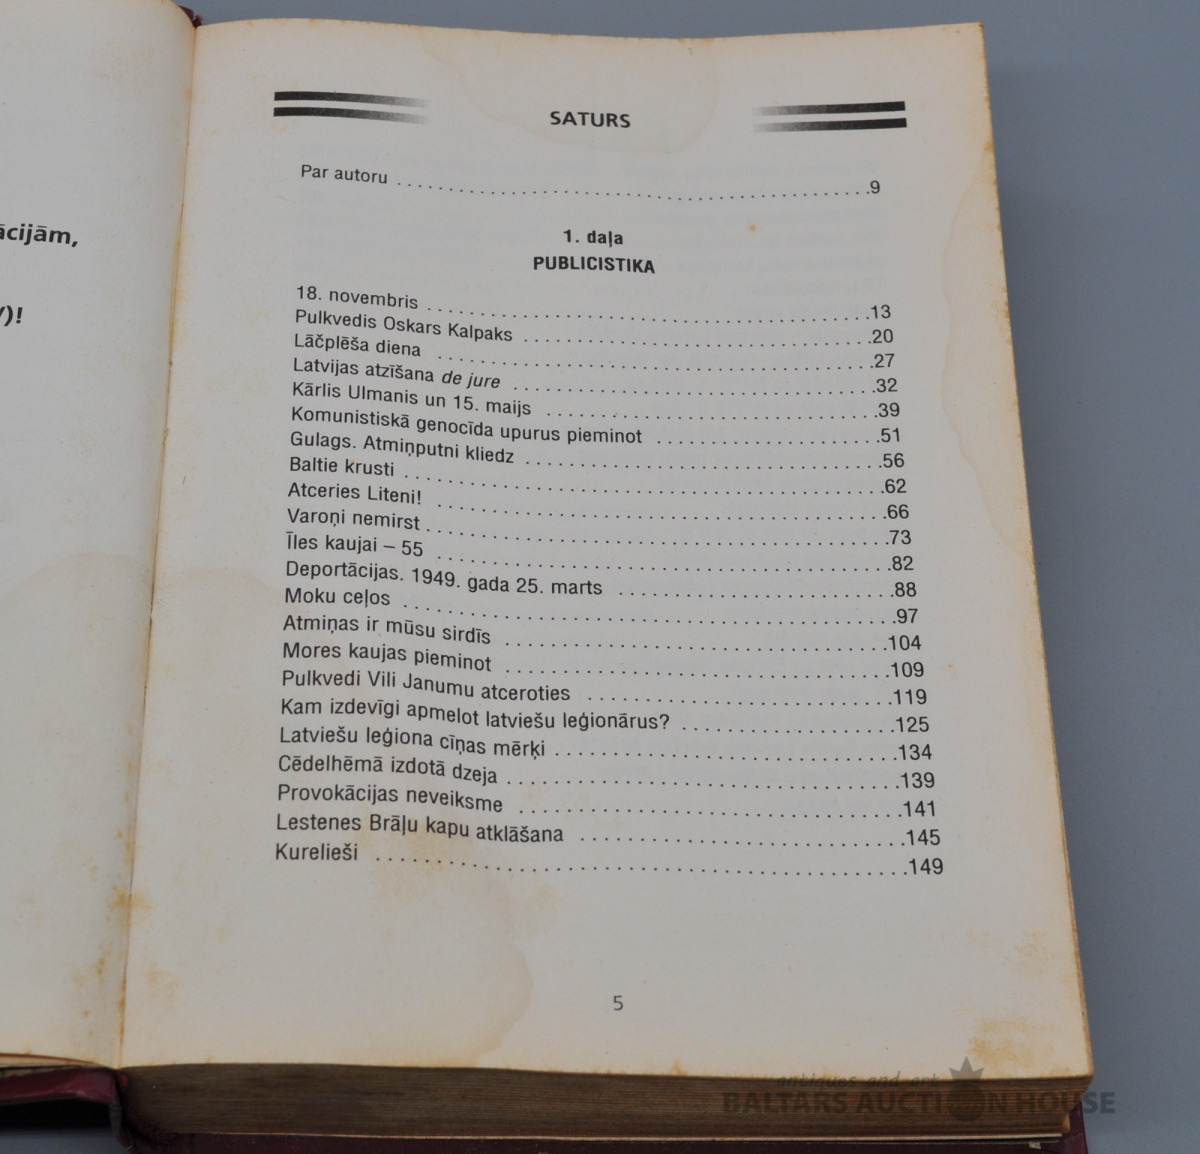 ācijām,
)!
SATURS
Par autoru ........................................ 9
1. daļa
PUBLICISTIKA
18. novembris ........................................ 13
Pulkvedis Oskars Kalpaks ........................................ 20
Lāčplēša diena ........................................ 27
Latvijas atzīšana de jure ........................................ 32
Kārlis Ulmanis un 15. maijs ........................................ 39
Komunistiskā genocīda upurus pieminot ........................................ 51
Gulags. Atmiņputni kliedz ........................................ 56
Baltie krusti ........................................ 62
Atceries Liteni! ........................................ 66
Varoņi nemirst ........................................ 73
Īles kaujai – 55 ........................................ 82
Deportācijas. 1949. gada 25. marts ........................................ 88
Moku ceļos ........................................ 97
Atmiņas ir mūsu sirdīs ........................................ 104
Mores kaujas pieminot ........................................ 109
Pulkvedi Vili Janumu atceroties ........................................ 119
Kam izdevīgi apmelot latviešu leģionārus? ........................................ 125
Latviešu leģiona cīņas mērķi ........................................ 134
Cēdelhēmā izdotā dzeja ........................................ 139
Provokācijas neveiksme ........................................ 141
Lestenes Brāļu kapu atklāšana ........................................ 145
Kurelieši ........................................ 149
5
antiques and art
BALTARS AUCTION HOUSE